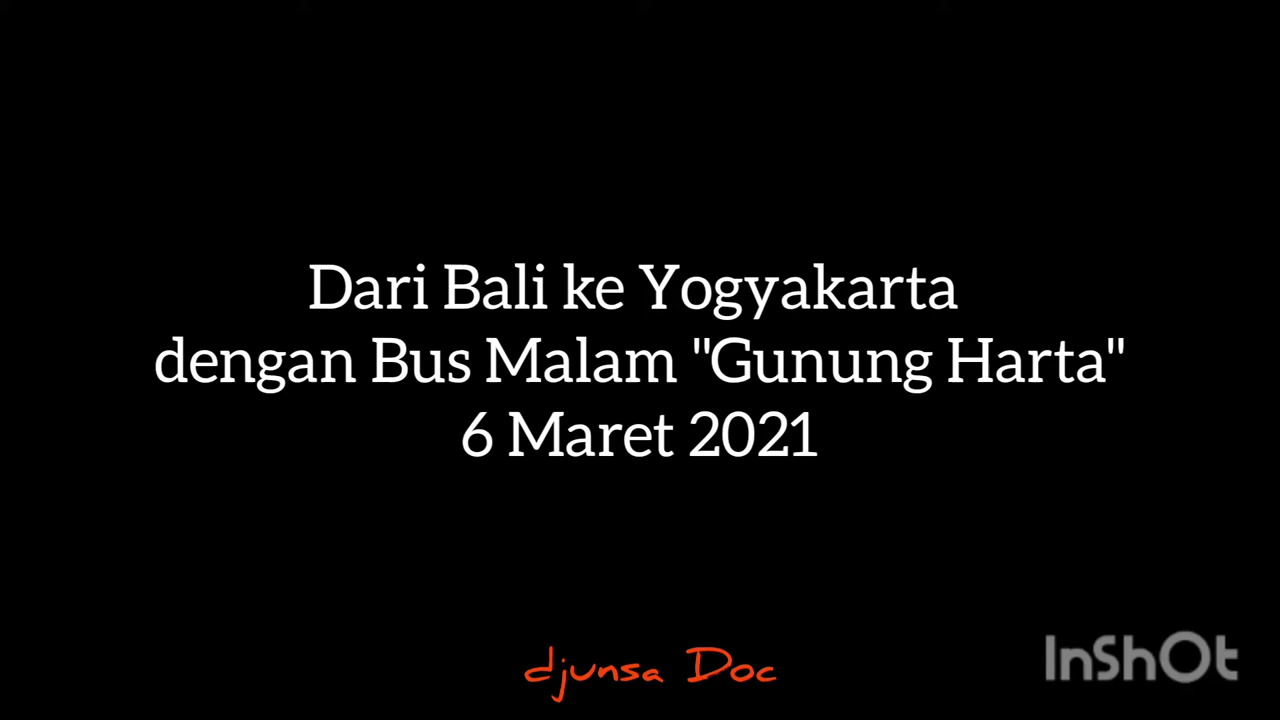 Dari Bali ke Yogyakarta
dengan Bus Malam "Gunung Harta"
6 Maret 2021
djunsa Doc
InShOt